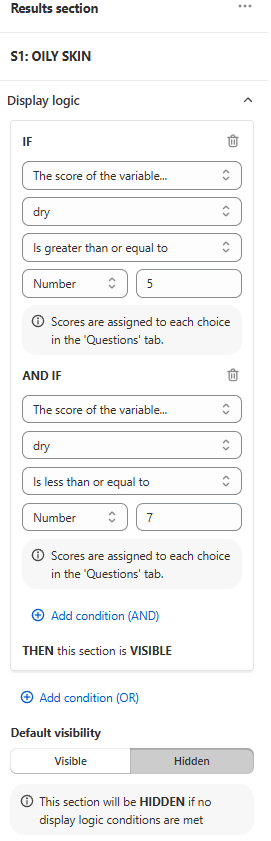 Results section
S1: OILY SKIN
Display logic
IF
The score of the variable...
dry
Is greater than or equal to
Number 5
Scores are assigned to each choice
in the 'Questions' tab.
AND IF
The score of the variable...
dry
Is less than or equal to
Number 7
Scores are assigned to each choice
in the 'Questions' tab.
Add condition (AND)
THEN this section is VISIBLE
Add condition (OR)
Default visibility
Visible Hidden
This section will be HIDDEN if no
display logic conditions are met